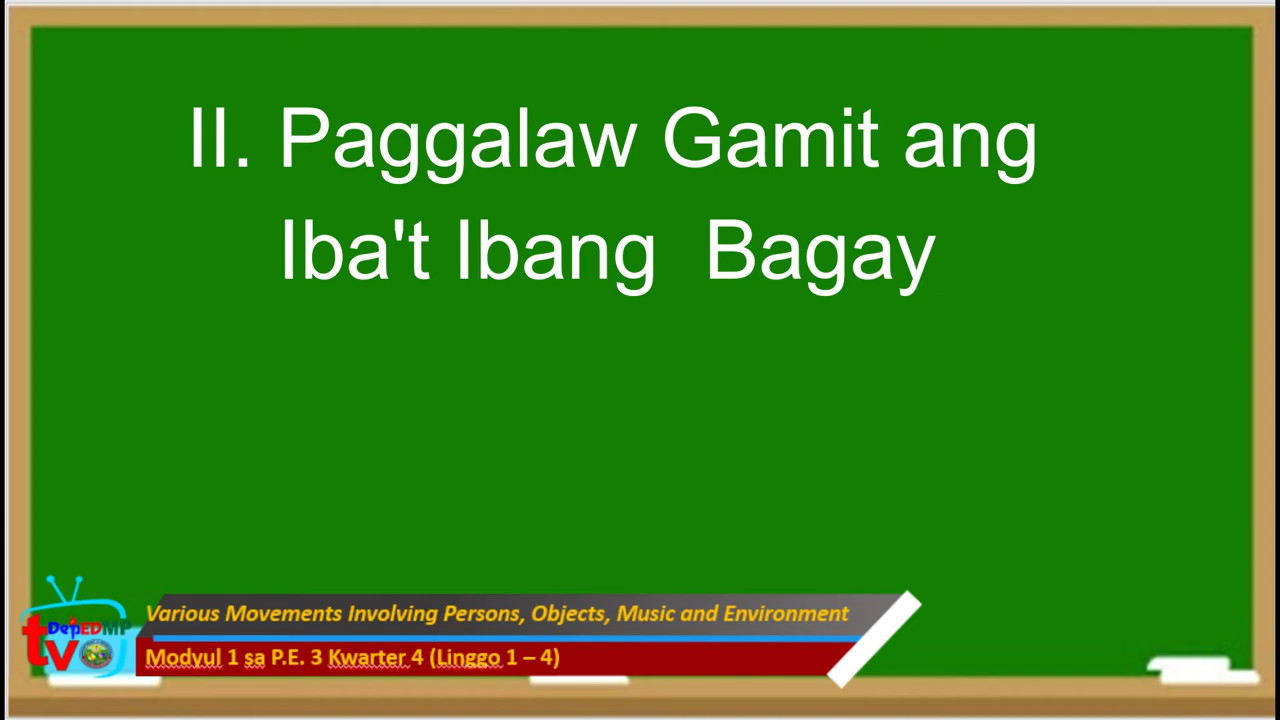 II. Paggalaw Gamit ang
Iba't Ibang Bagay
Various Movements Involving Persons, Objects, Music and Environment
DepEDMP
tv
Modyul 1 sa P.E. 3 Kwarter 4 (Linggo 1 – 4)